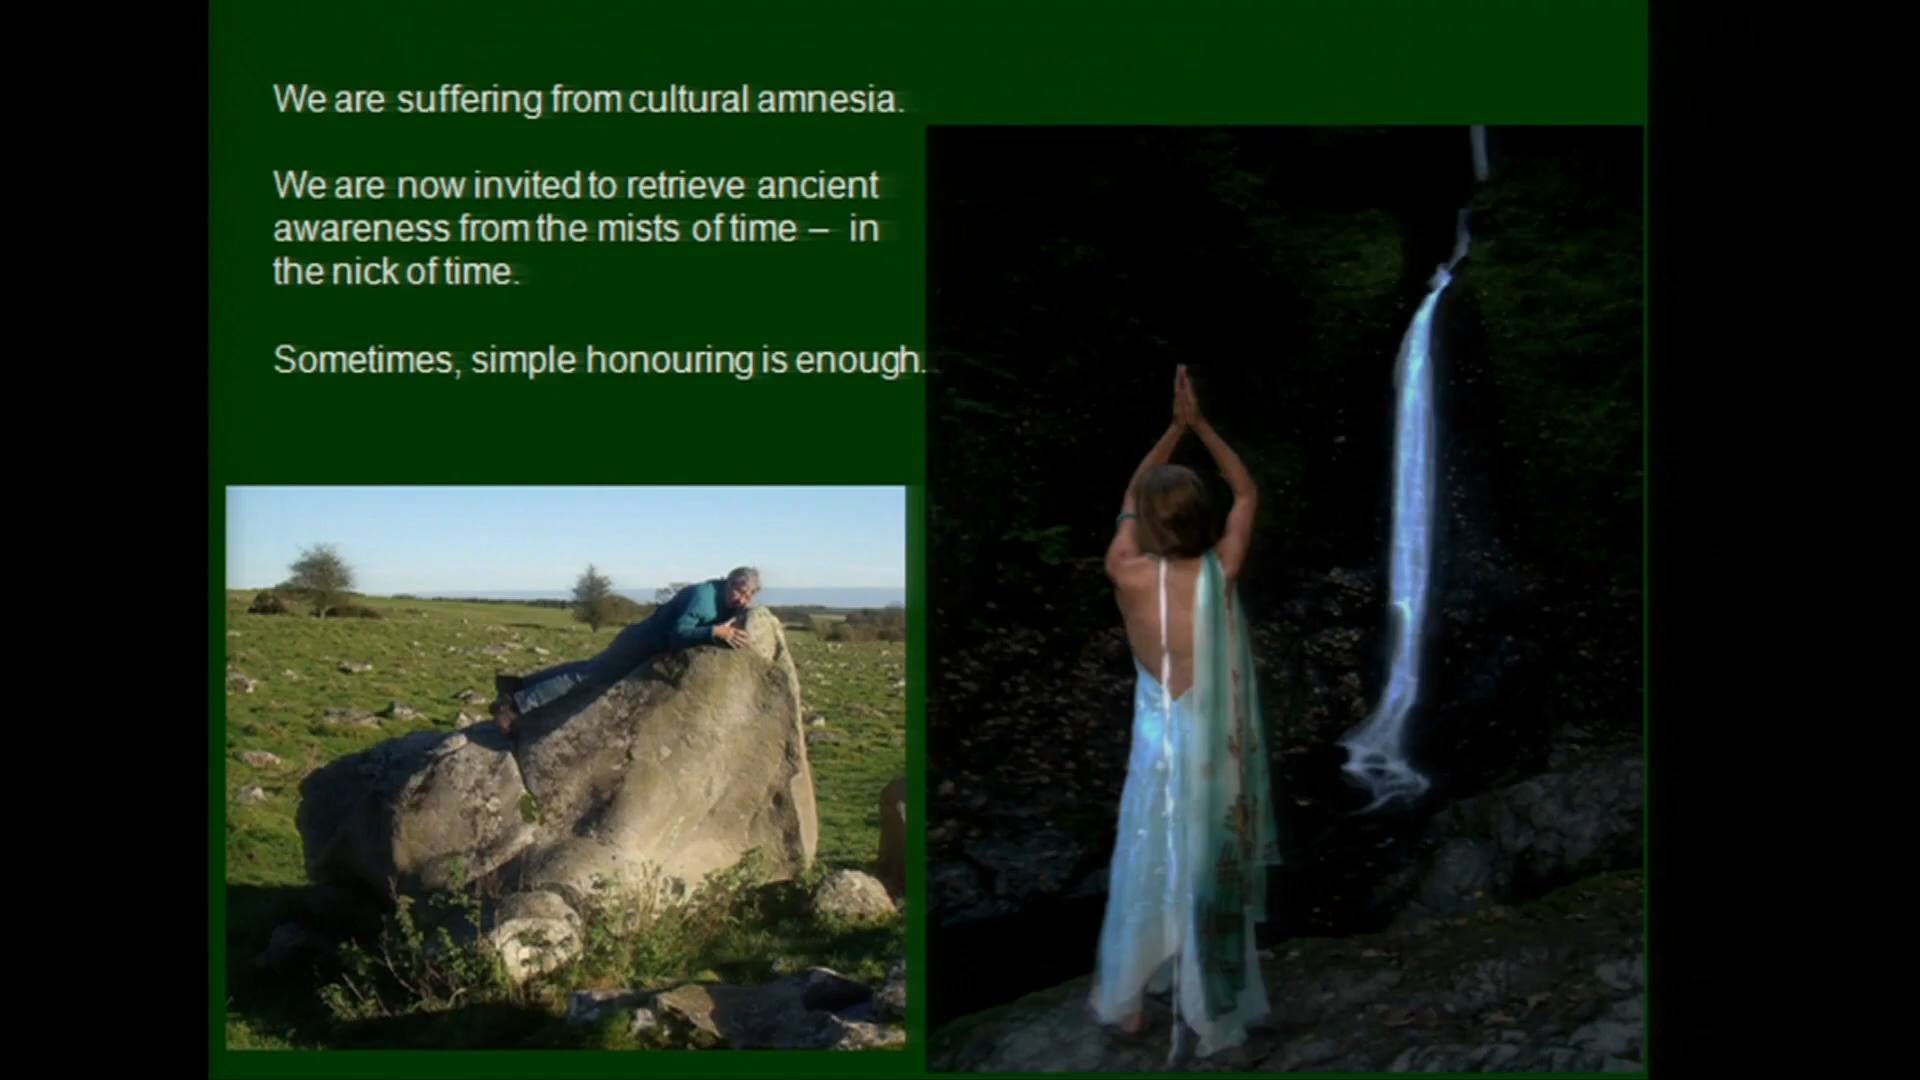 We are suffering from cultural amnesia.
We are now invited to retrieve ancient
awareness from the mists of time – in
the nick of time.
Sometimes, simple honouring is enough.